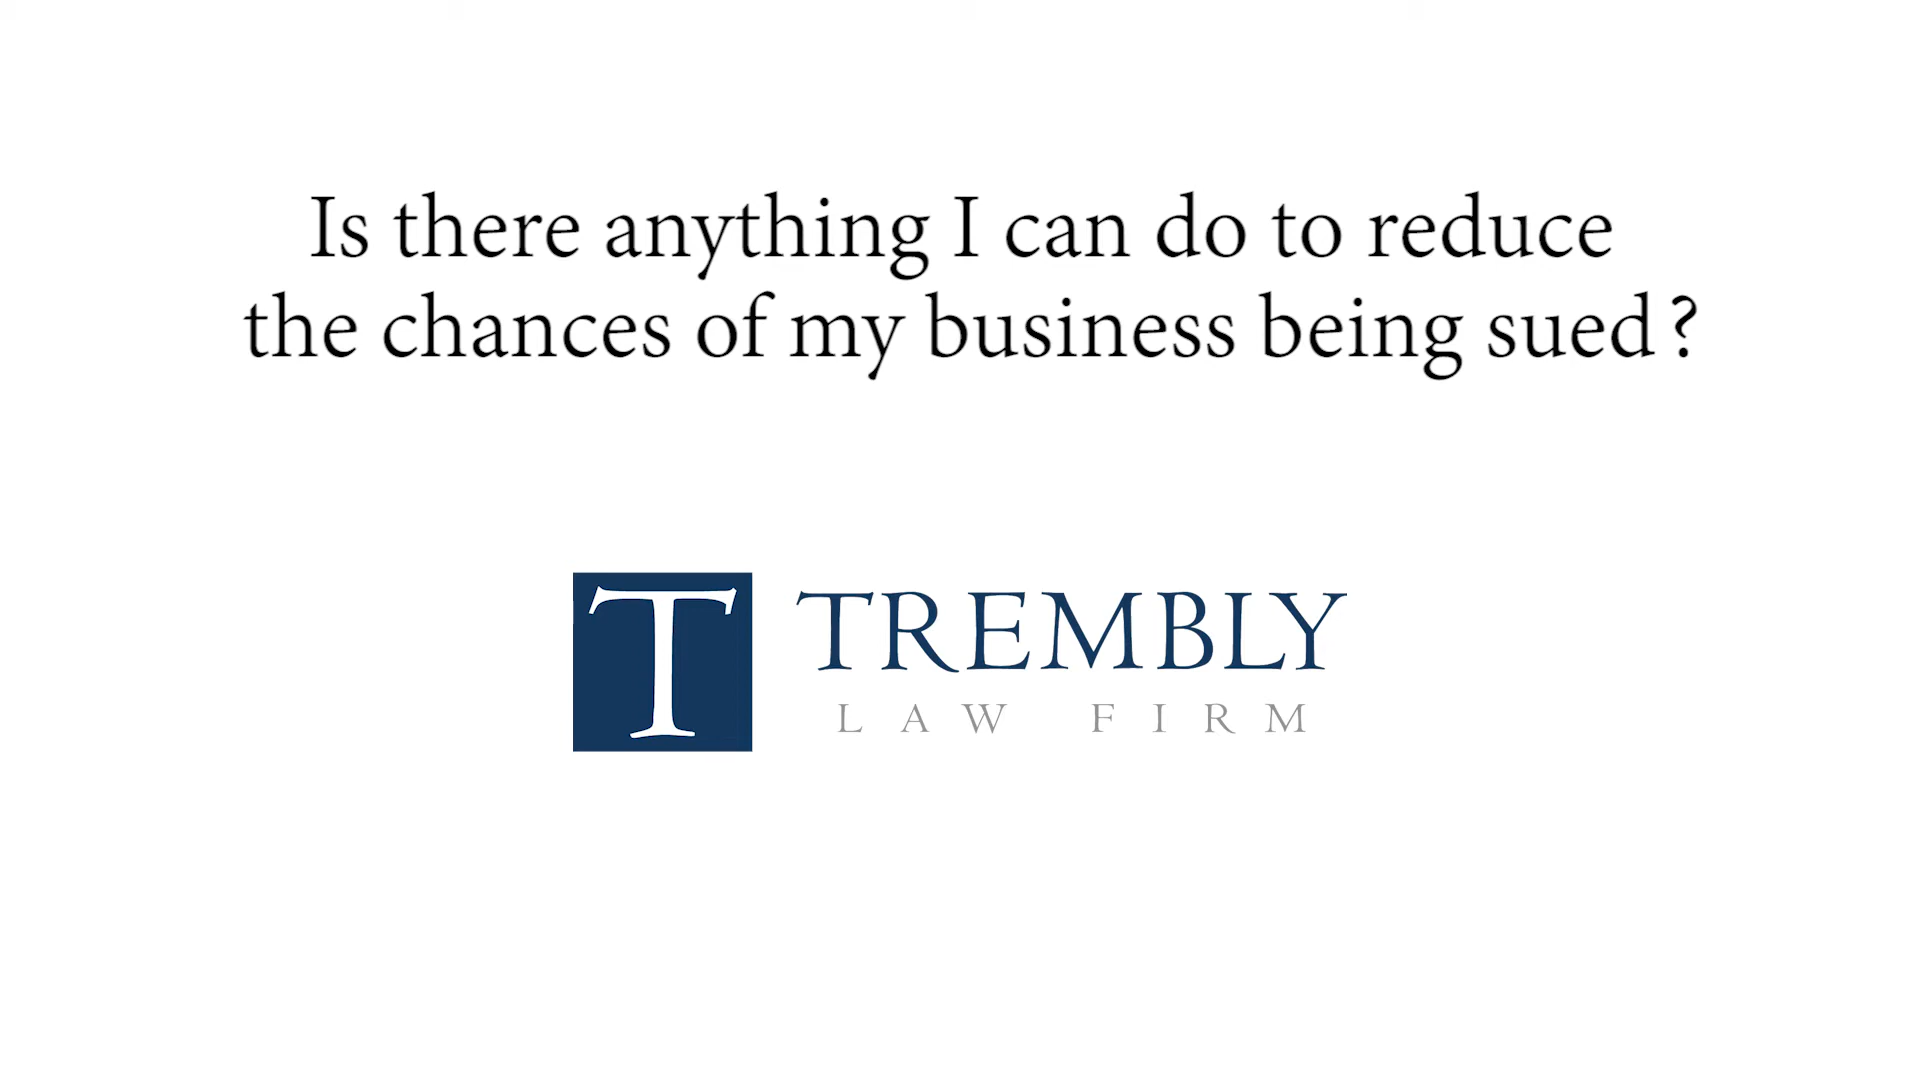 Is there anything I can do to reduce
the chances of my business being sued?
T
TREMBLY
LAW FIRM